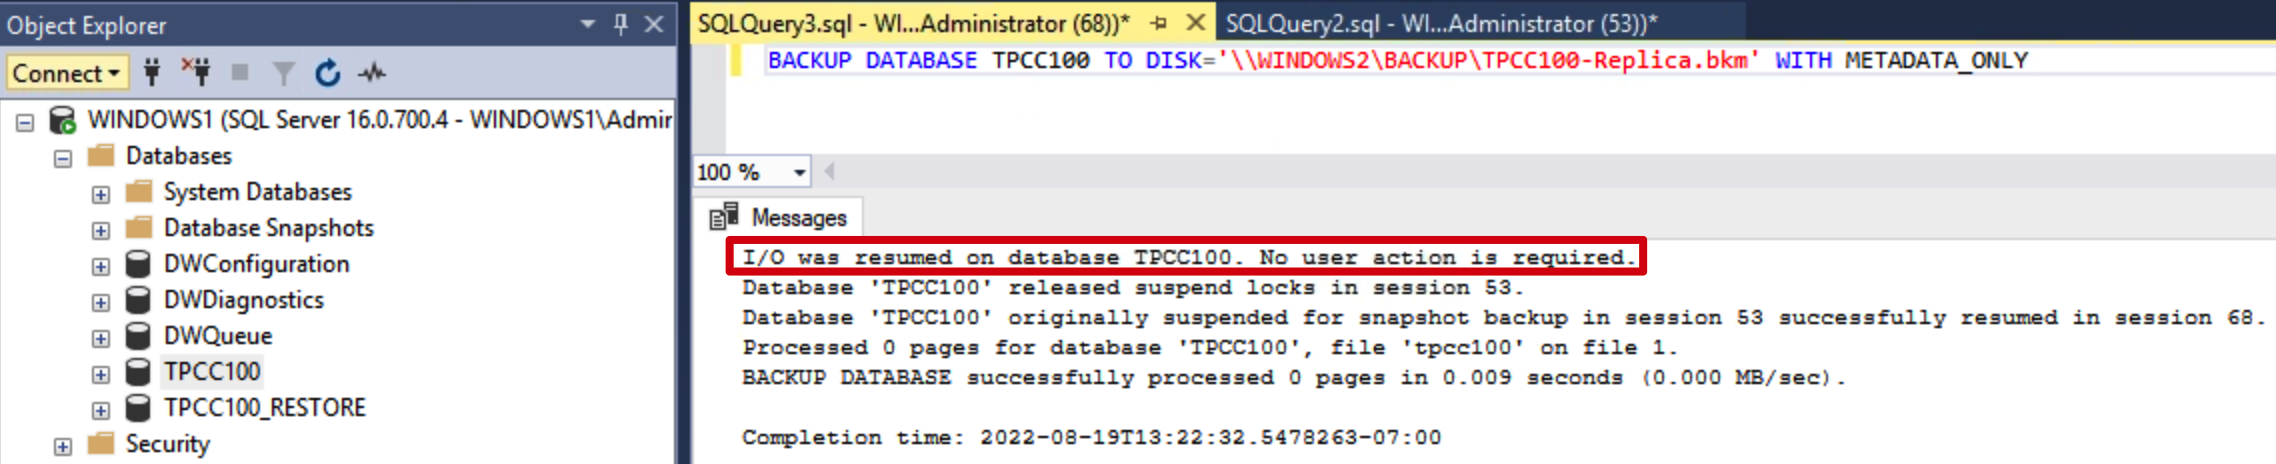 Object Explorer
Connect
WINDOWS1 (SQL Server 16.0.700.4 - WINDOWS1\Admir
Databases
System Databases
Database Snapshots
DWConfiguration
DWDiagnostics
DWQueue
TPCC100
TPCC100_RESTORE
Security
SQLQuery3.sql - WI...Administrator (68))* SQLQuery2.sql - WI...Administrator (53))*
BACKUP DATABASE TPCC100 TO DISK='\\WINDOWS2\BACKUP\TPCC100-Replica.bkm' WITH METADATA_ONLY
100 %
Messages
I/O was resumed on database TPCC100. No user action is required.
Database 'TPCC100' released suspend locks in session 53.
Database 'TPCC100' originally suspended for snapshot backup in session 53 successfully resumed in session 68.
Processed 0 pages for database 'TPCC100', file 'tpcc100' on file 1.
BACKUP DATABASE successfully processed 0 pages in 0.009 seconds (0.000 MB/sec).
Completion time: 2022-08-19T13:22:32.5478263-07:00